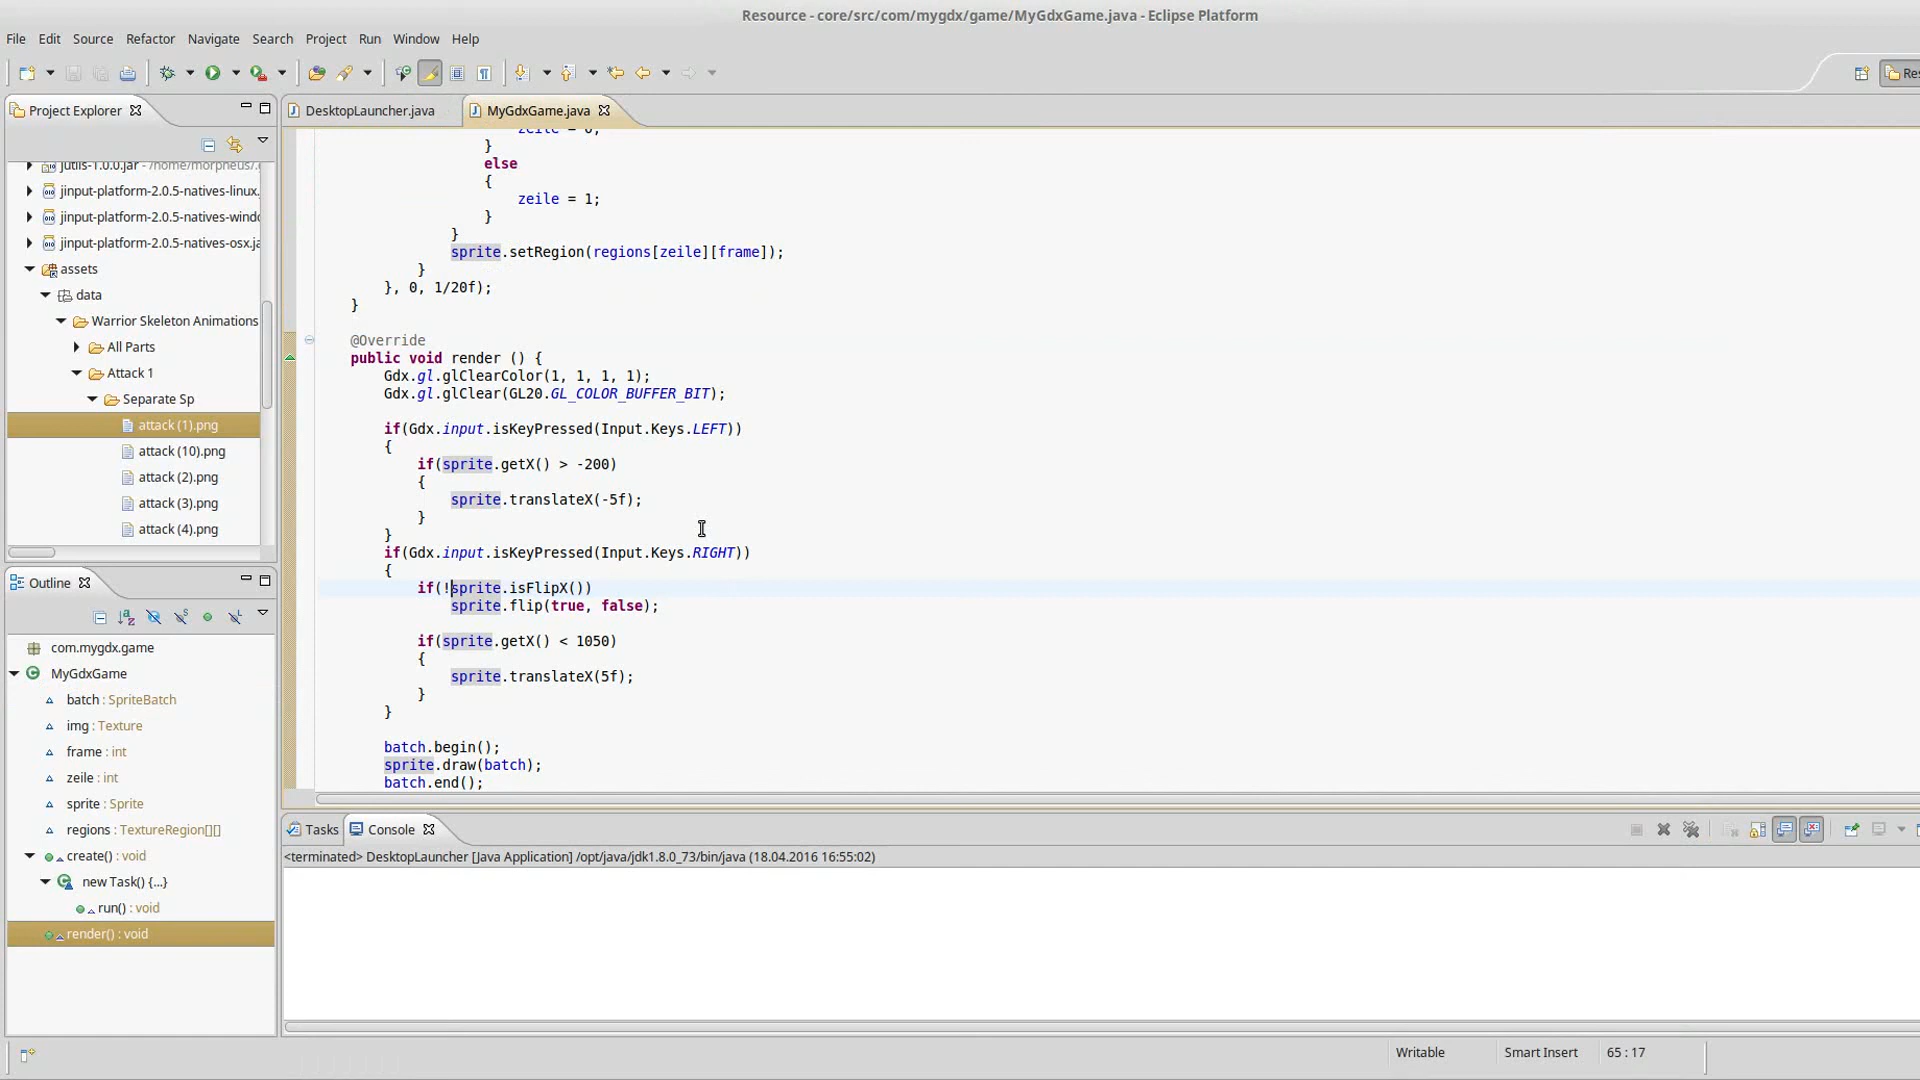 Resource - core/src/com/mygdx/game/MyGdxGame.java - Eclipse Platform
File Edit Source Refactor Navigate Search Project Run Window Help
Project Explorer
jutils-1.0.0.jar - /home/morpheus/.
jinput-platform-2.0.5-natives-linux.
jinput-platform-2.0.5-natives-windo
jinput-platform-2.0.5-natives-osx.ja
assets
data
Warrior Skeleton Animations
All Parts
Attack 1
Separate Sp
attack (1).png
attack (10).png
attack (2).png
attack (3).png
attack (4).png
Outline
com.mygdx.game
MyGdxGame
batch : SpriteBatch
img : Texture
frame : int
zeile : int
sprite : Sprite
regions : TextureRegion[][]
create() : void
new Task() {...}
run() : void
render() : void
DesktopLauncher.java MyGdxGame.java
zeile = 0;
}
else
{
zeile = 1;
}
}
sprite.setRegion(regions[zeile][frame]);
}
}, 0, 1/20f);
}
@Override
public void render () {
Gdx.gl.glClearColor(1, 1, 1, 1);
Gdx.gl.glClear(GL20.GL_COLOR_BUFFER_BIT);
if(Gdx.input.isKeyPressed(Input.Keys.LEFT))
{
if(sprite.getX() > -200)
{
sprite.translateX(-5f);
}
}
if(Gdx.input.isKeyPressed(Input.Keys.RIGHT))
{
if(!sprite.isFlipX())
sprite.flip(true, false);
if(sprite.getX() < 1050)
{
sprite.translateX(5f);
}
}
batch.begin();
sprite.draw(batch);
batch.end();
Tasks Console
<terminated> DesktopLauncher [Java Application] /opt/java/jdk1.8.0_73/bin/java (18.04.2016 16:55:02)
Writable Smart Insert 65 : 17